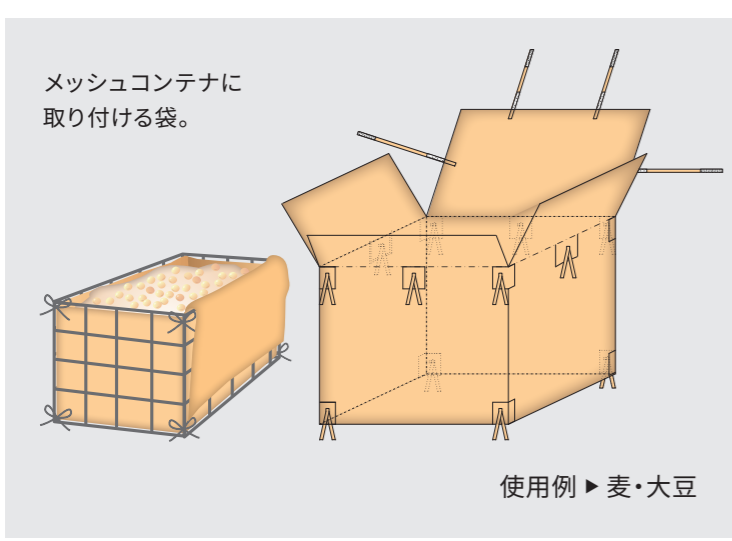 メッシュコンテナに
取り付ける袋。
使用例▶麦・大豆